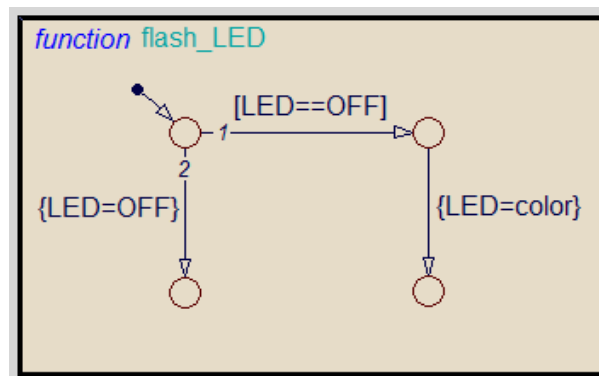 function flash_LED
[LED==OFF]
1
2
{LED=OFF}
{LED=color}